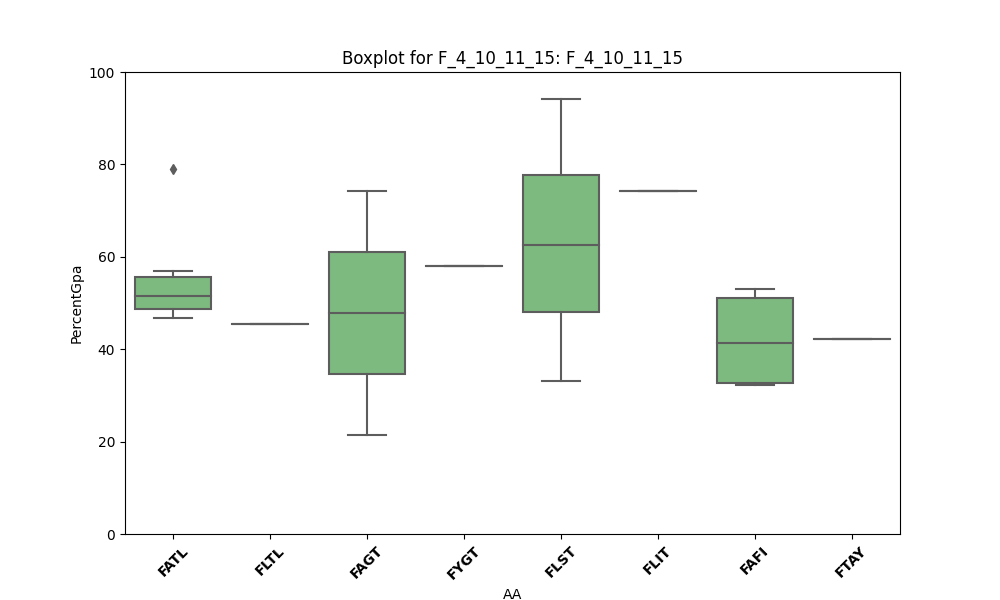 Boxplot for F_4_10_11_15: F_4_10_11_15
100
80
60
40
20
0
PercentGpa
FATL
FLTL
FAGT
FYGT
FLST
FLIT
FAFI
FTAY
AA